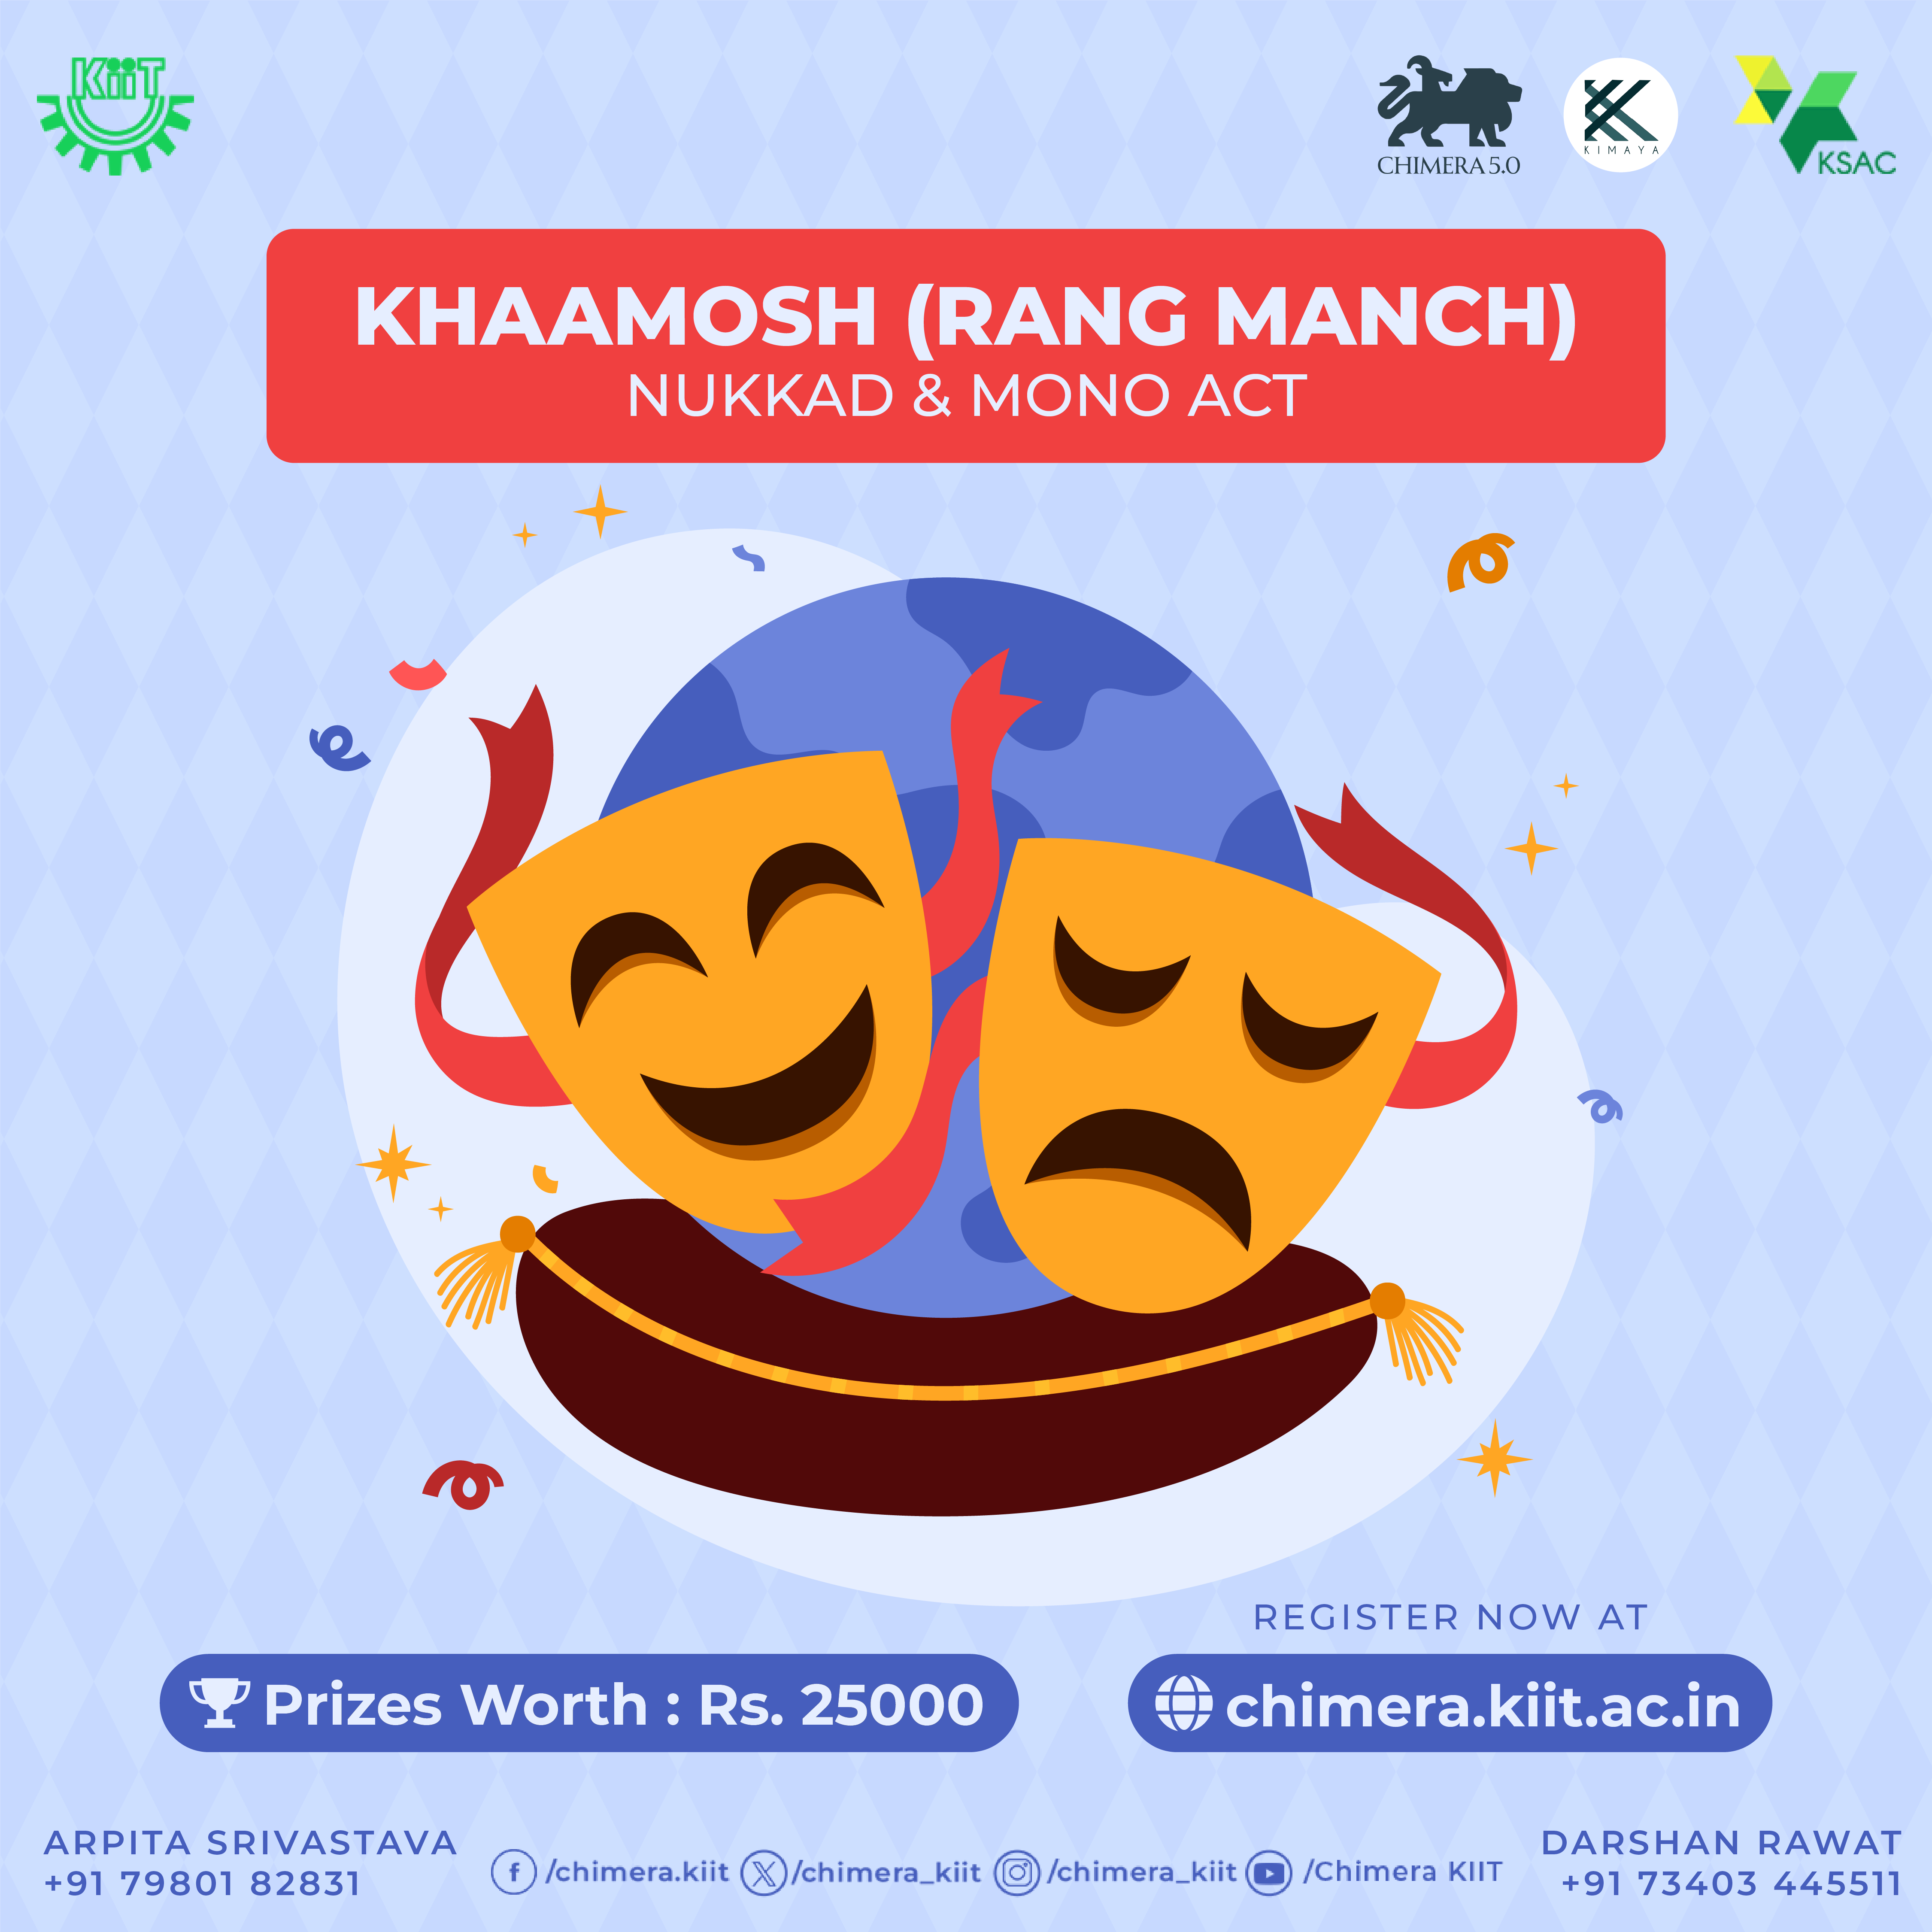 KiiT
CHIMERA 5.0
KIMAYA
KSAC
KHAAMOSH (RANG MANCH)
NUKKAD & MONO ACT
REGISTER NOW AT
Prizes Worth : Rs. 25000
chimera.kiit.ac.in
ARPITA SRIVASTAVA
+91 79801 82831
/chimera.kiit
/chimera_kiit
/chimera_kiit
/Chimera KIIT
DARSHAN RAWAT
+91 73403 445511